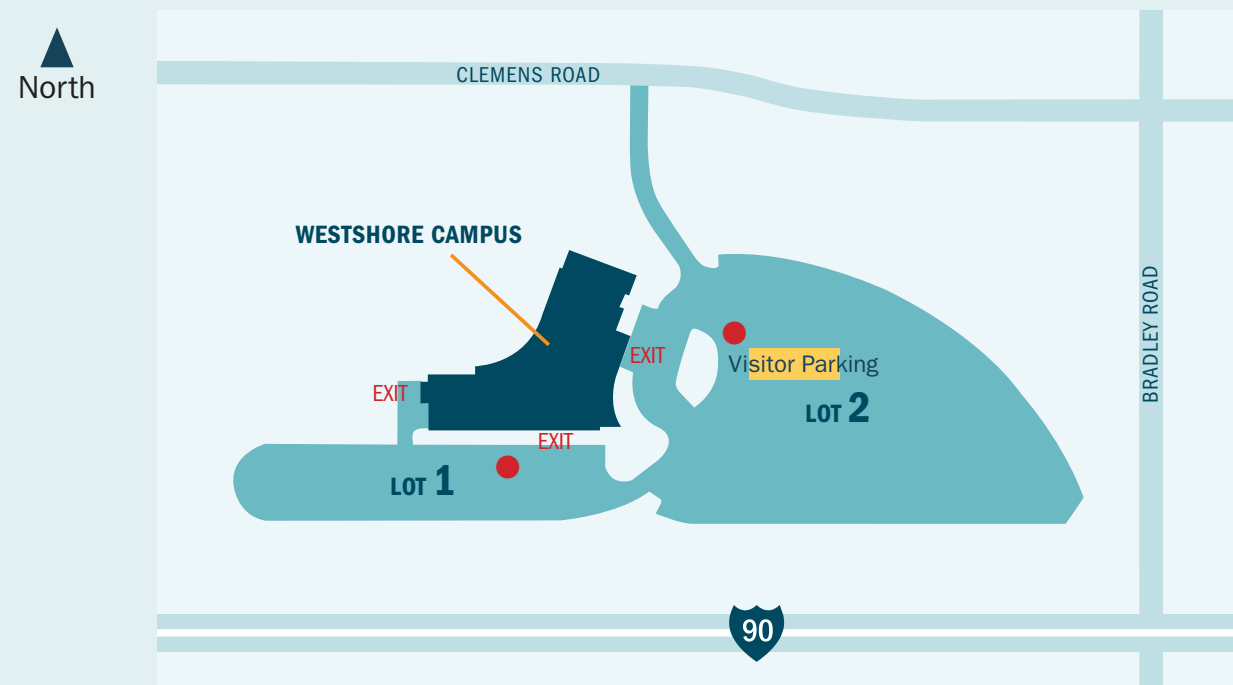 North
CLEMENS ROAD
WESTSHORE CAMPUS
BRADLEY ROAD
EXIT
Visitor Parking
EXIT
LOT 2
EXIT
LOT 1
90